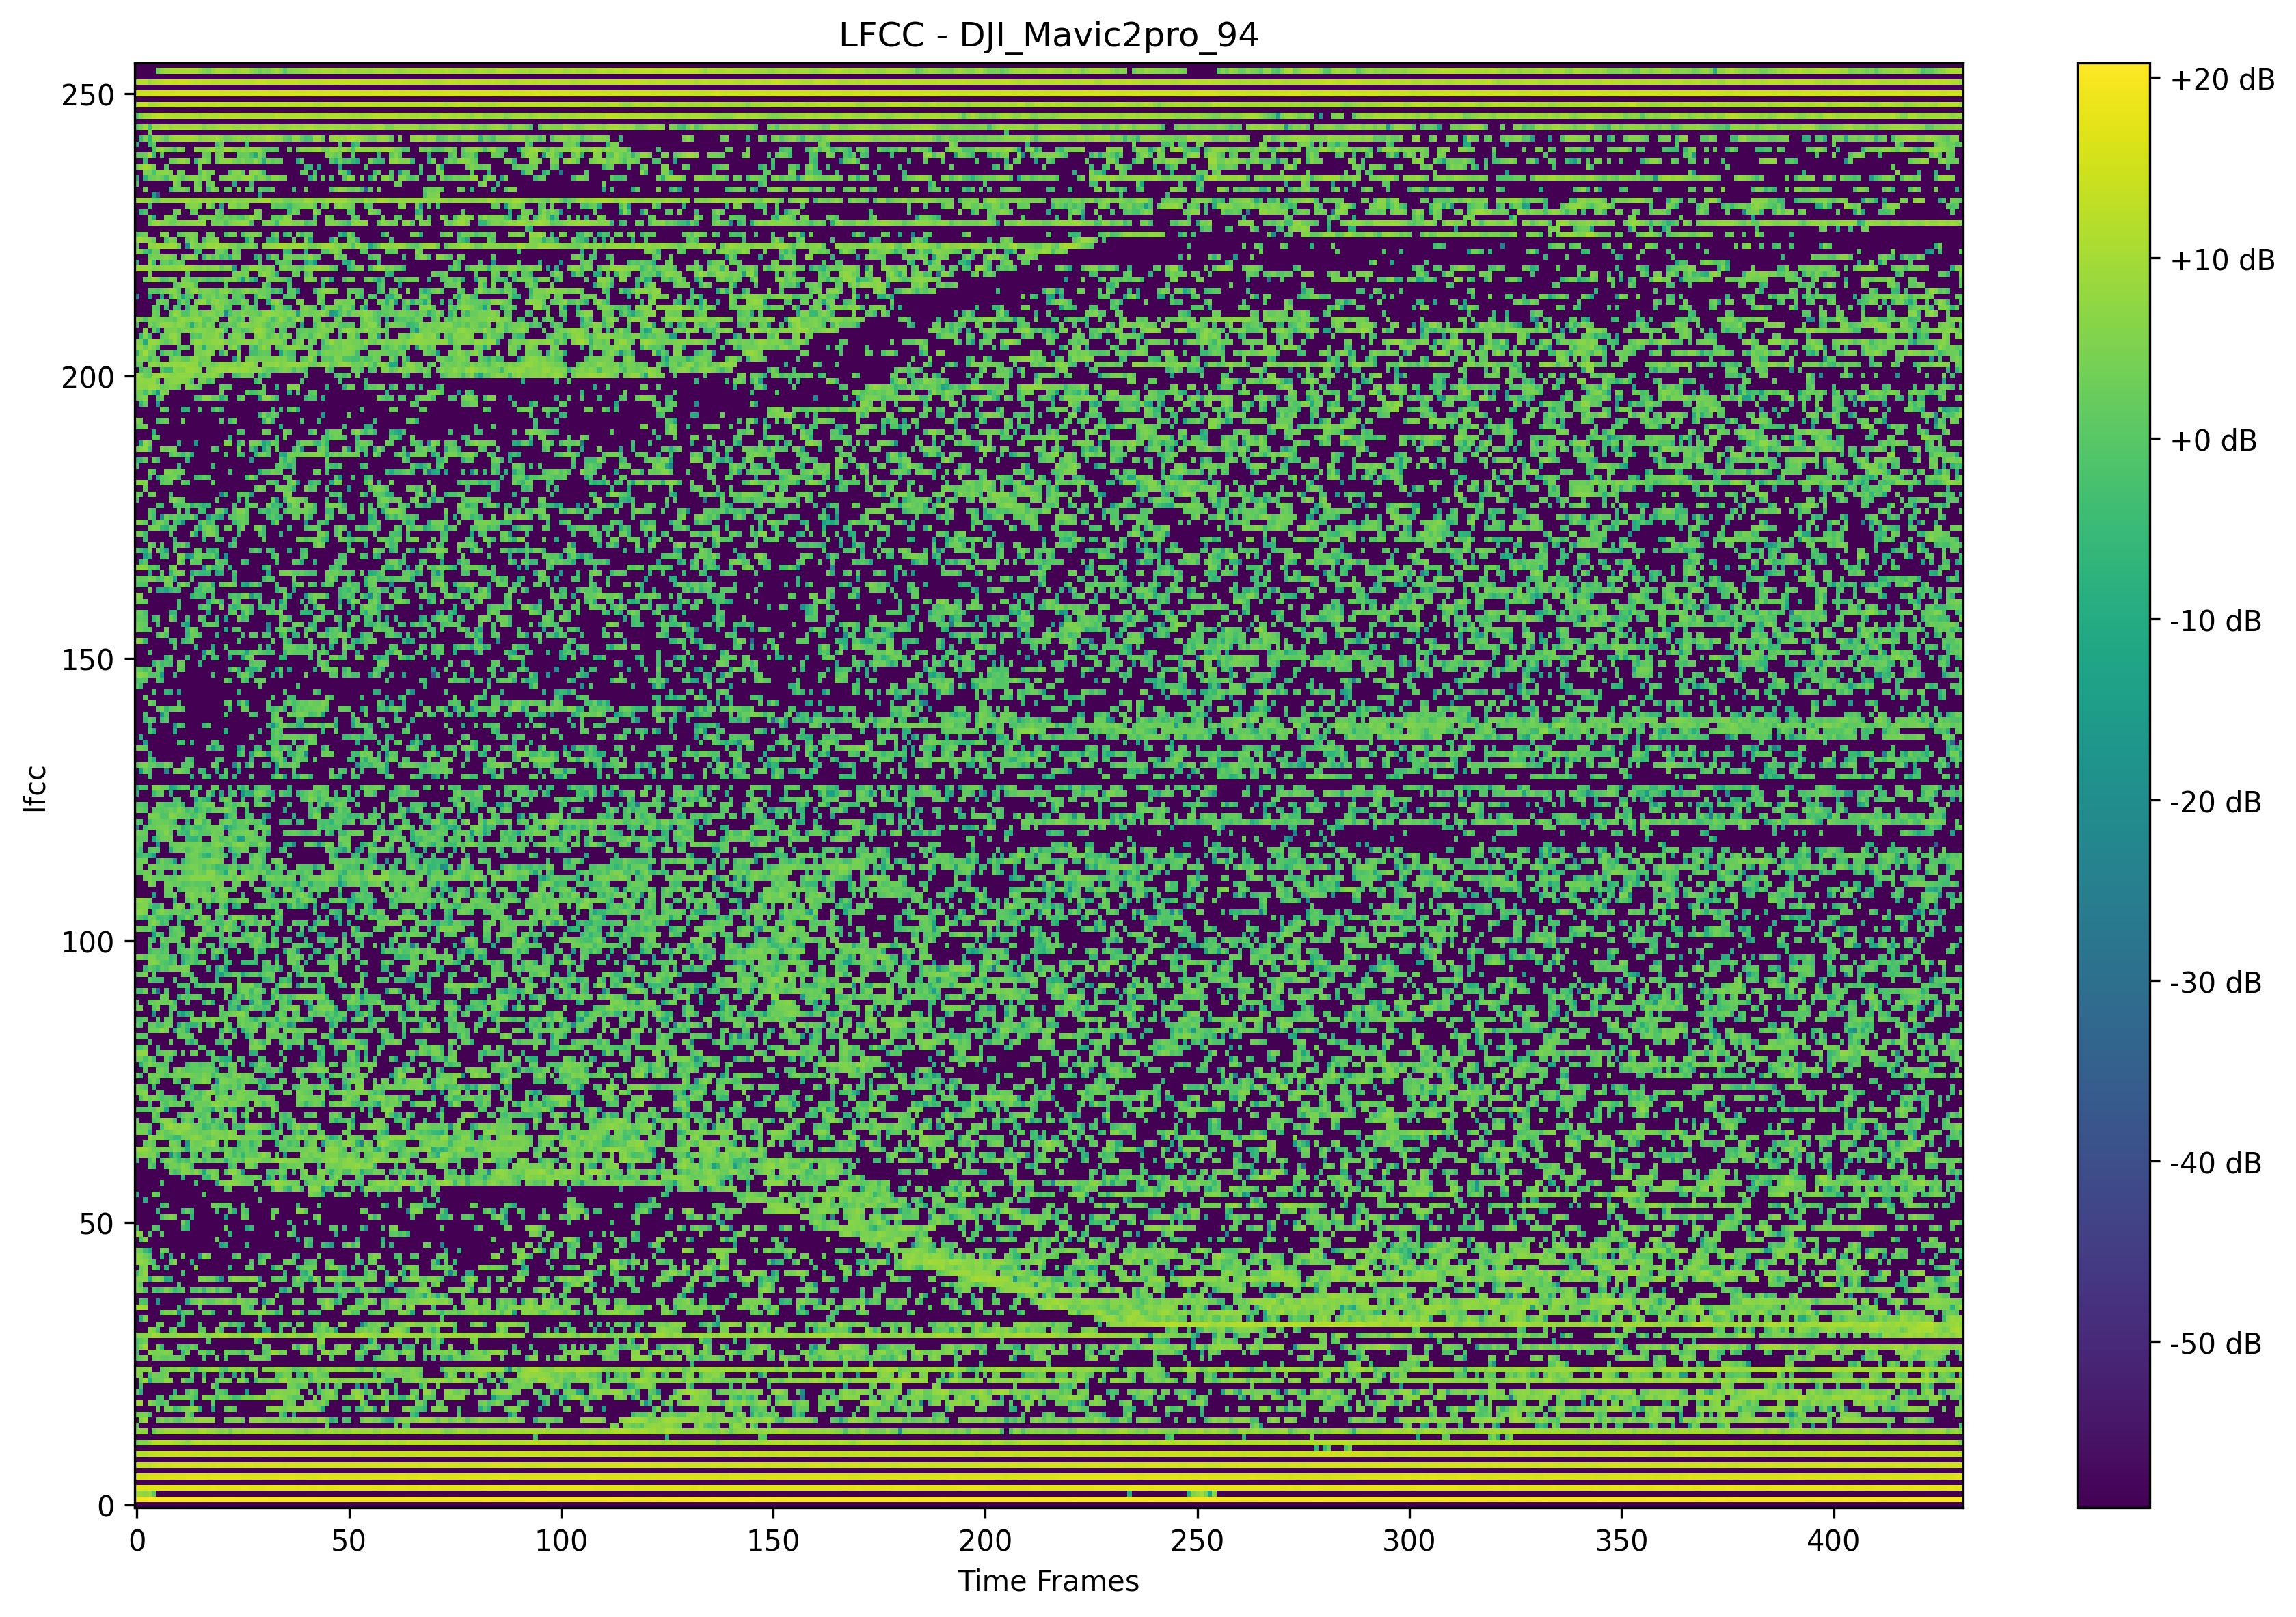 LFCC - DJI_Mavic2pro_94
250
200
150
100
50
0
lfcc
0 50 100 150 200 250 300 350 400
Time Frames
+20 dB
+10 dB
+0 dB
-10 dB
-20 dB
-30 dB
-40 dB
-50 dB